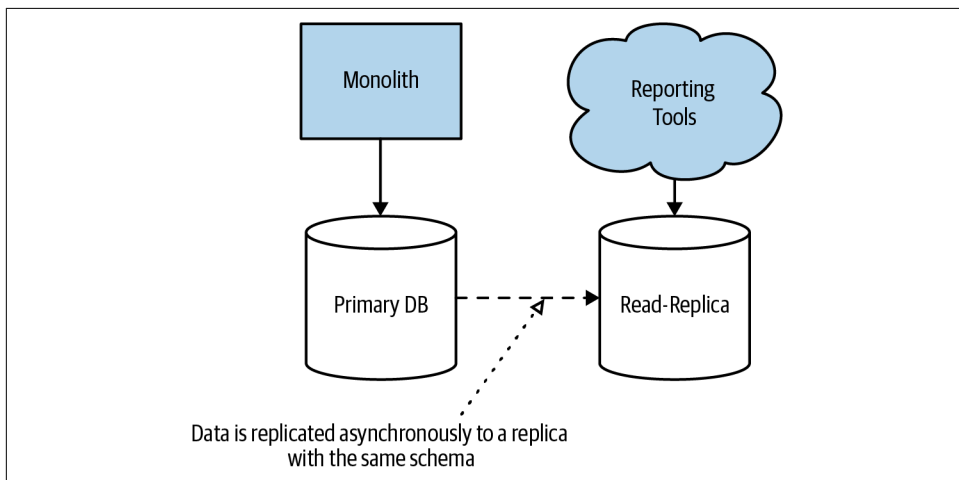 Monolith
Reporting
Tools
Primary DB
Read-Replica
Data is replicated asynchronously to a replica
with the same schema